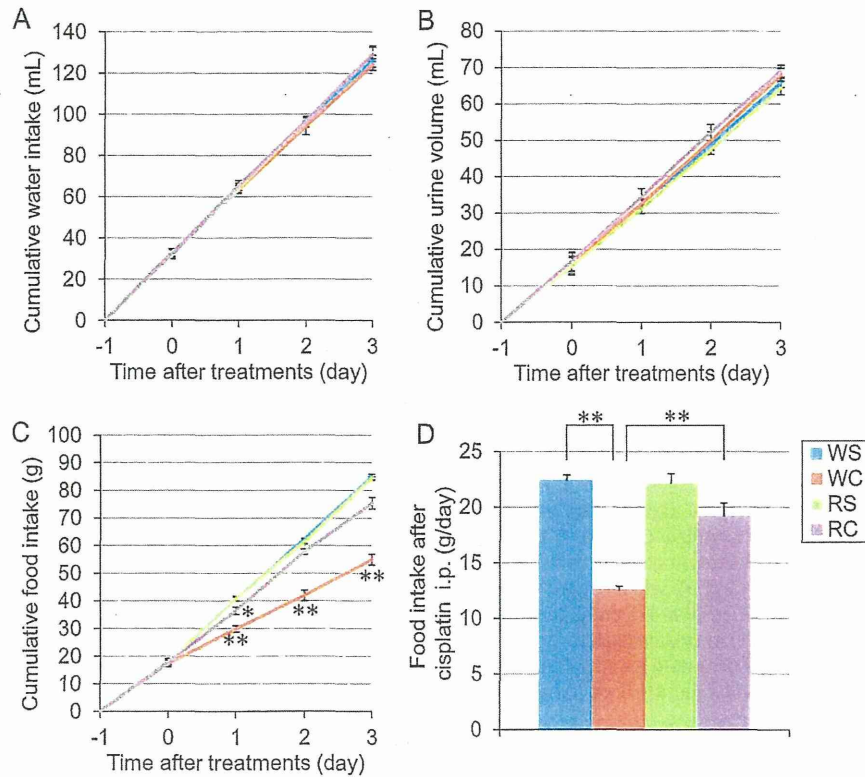 A
Cumulative water intake (mL)
140
120
100
80
60
40
20
0
-1 0 1 2 3
Time after treatments (day)
B
Cumulative urine volume (mL)
80
70
60
50
40
30
20
10
0
-1 0 1 2 3
Time after treatments (day)
C
Cumulative food intake (g)
100
90
80
70
60
50
40
30
20
10
0
*
**
**
**
-1 0 1 2 3
Time after treatments (day)
D
Food intake after
cisplatin i.p. (g/day)
** **
25
20
15
10
5
0
WS
WC
RS
RC